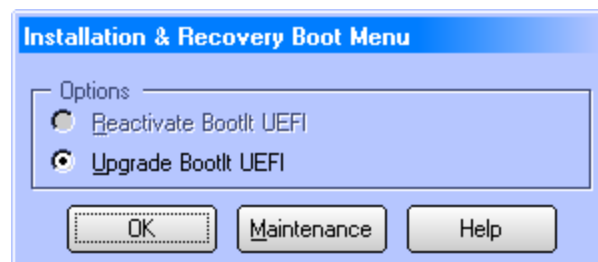 Installation & Recovery Boot Menu
Options
Reactivate BootIt UEFI
Upgrade BootIt UEFI
OK Maintenance Help